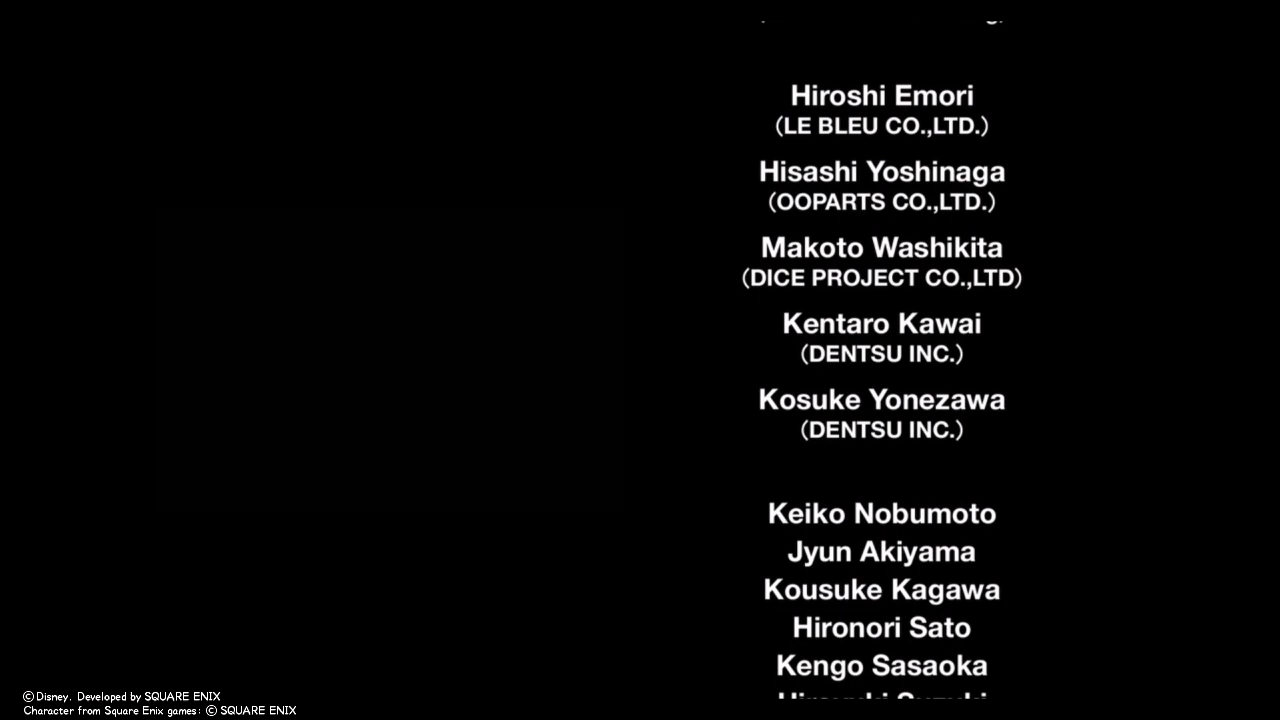 Hiroshi Emori
(LE BLEU CO.,LTD.)
Hisashi Yoshinaga
(OOPARTS CO.,LTD.)
Makoto Washikita
(DICE PROJECT CO.,LTD)
Kentaro Kawai
(DENTSU INC.)
Kosuke Yonezawa
(DENTSU INC.)
Keiko Nobumoto
Jyun Akiyama
Kousuke Kagawa
Hironori Sato
Kengo Sasaoka
©Disney. Developed by SQUARE ENIX
Character from Square Enix games: © SQUARE ENIX